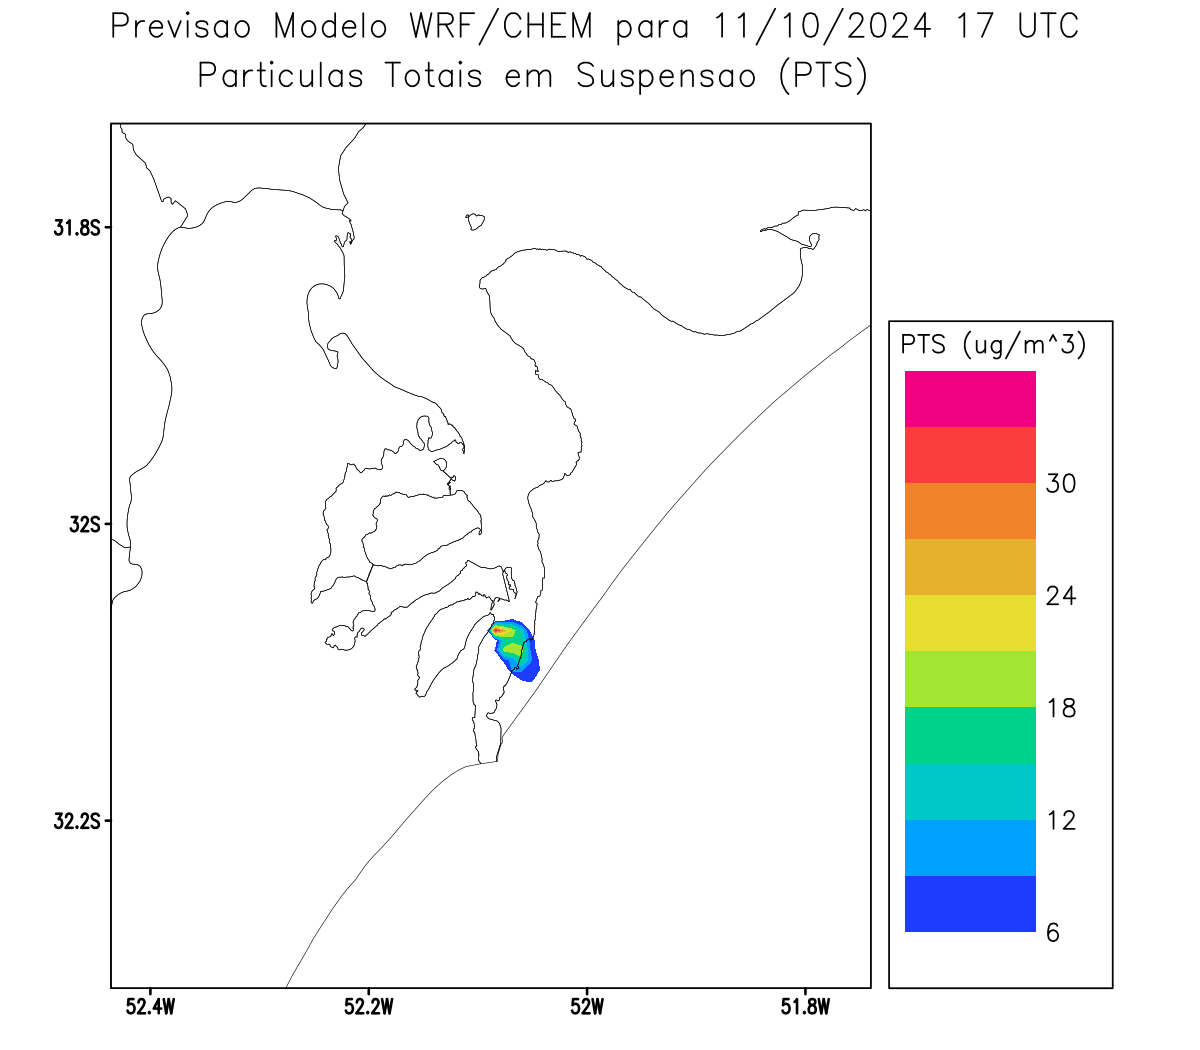 Previsao Modelo WRF/CHEM para 11/10/2024 17 UTC
Particulas Totais em Suspensao (PTS)
31.8S
32S
32.2S
52.4W 52.2W 52W 51.8W
PTS (ug/m^3)
30
24
18
12
6